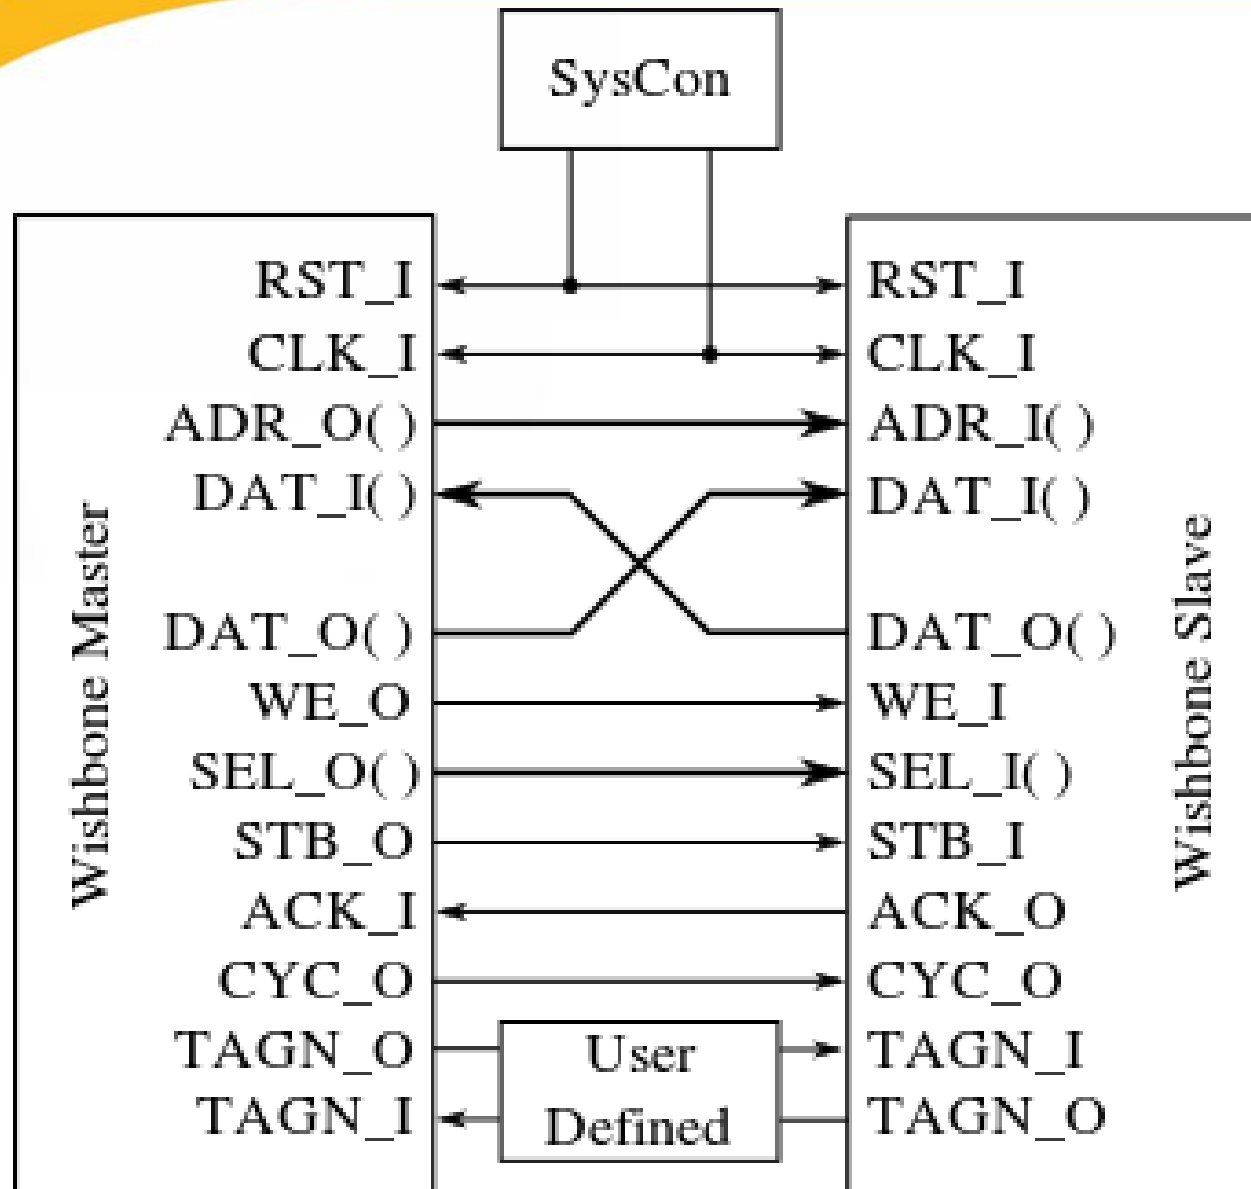 SysCon
RST_I RST_I
CLK_I CLK_I
ADR_O( ) ADR_I( )
DAT_I( ) DAT_I( )
DAT_O( ) DAT_O( )
WE_O WE_I
SEL_O( ) SEL_I( )
STB_O STB_I
ACK_I ACK_O
CYC_O CYC_O
TAGN_O User TAGN_I
TAGN_I Defined TAGN_O
Wishbone Master
Wishbone Slave